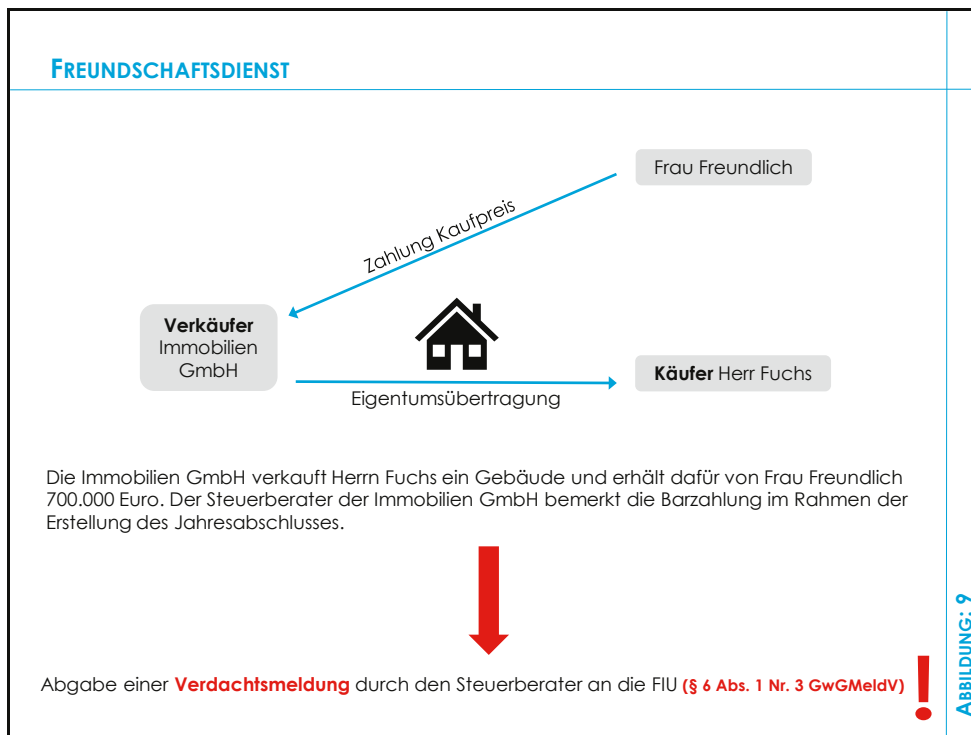 FREUNDSCHAFTSDIENST
Frau Freundlich
Zahlung Kaufpreis
Verkäufer
Immobilien
GmbH
Käufer Herr Fuchs
Eigentumsübertragung
Die Immobilien GmbH verkauft Herrn Fuchs ein Gebäude und erhält dafür von Frau Freundlich
700.000 Euro. Der Steuerberater der Immobilien GmbH bemerkt die Barzahlung im Rahmen der
Erstellung des Jahresabschlusses.
Abgabe einer Verdachtsmeldung durch den Steuerberater an die FIU (§ 6 Abs. 1 Nr. 3 GwGMeldV)
!
ABBILDUNG: 9